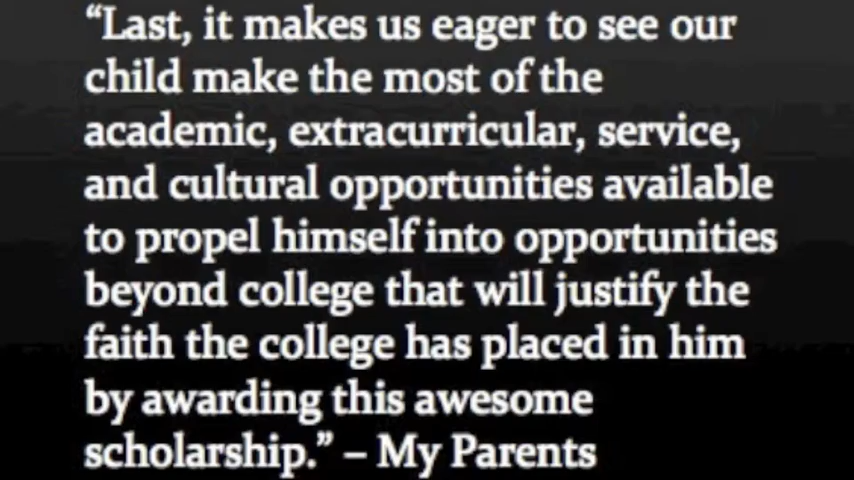 “Last, it makes us eager to see our
child make the most of the
academic, extracurricular, service,
and cultural opportunities available
to propel himself into opportunities
beyond college that will justify the
faith the college has placed in him
by awarding this awesome
scholarship.” – My Parents